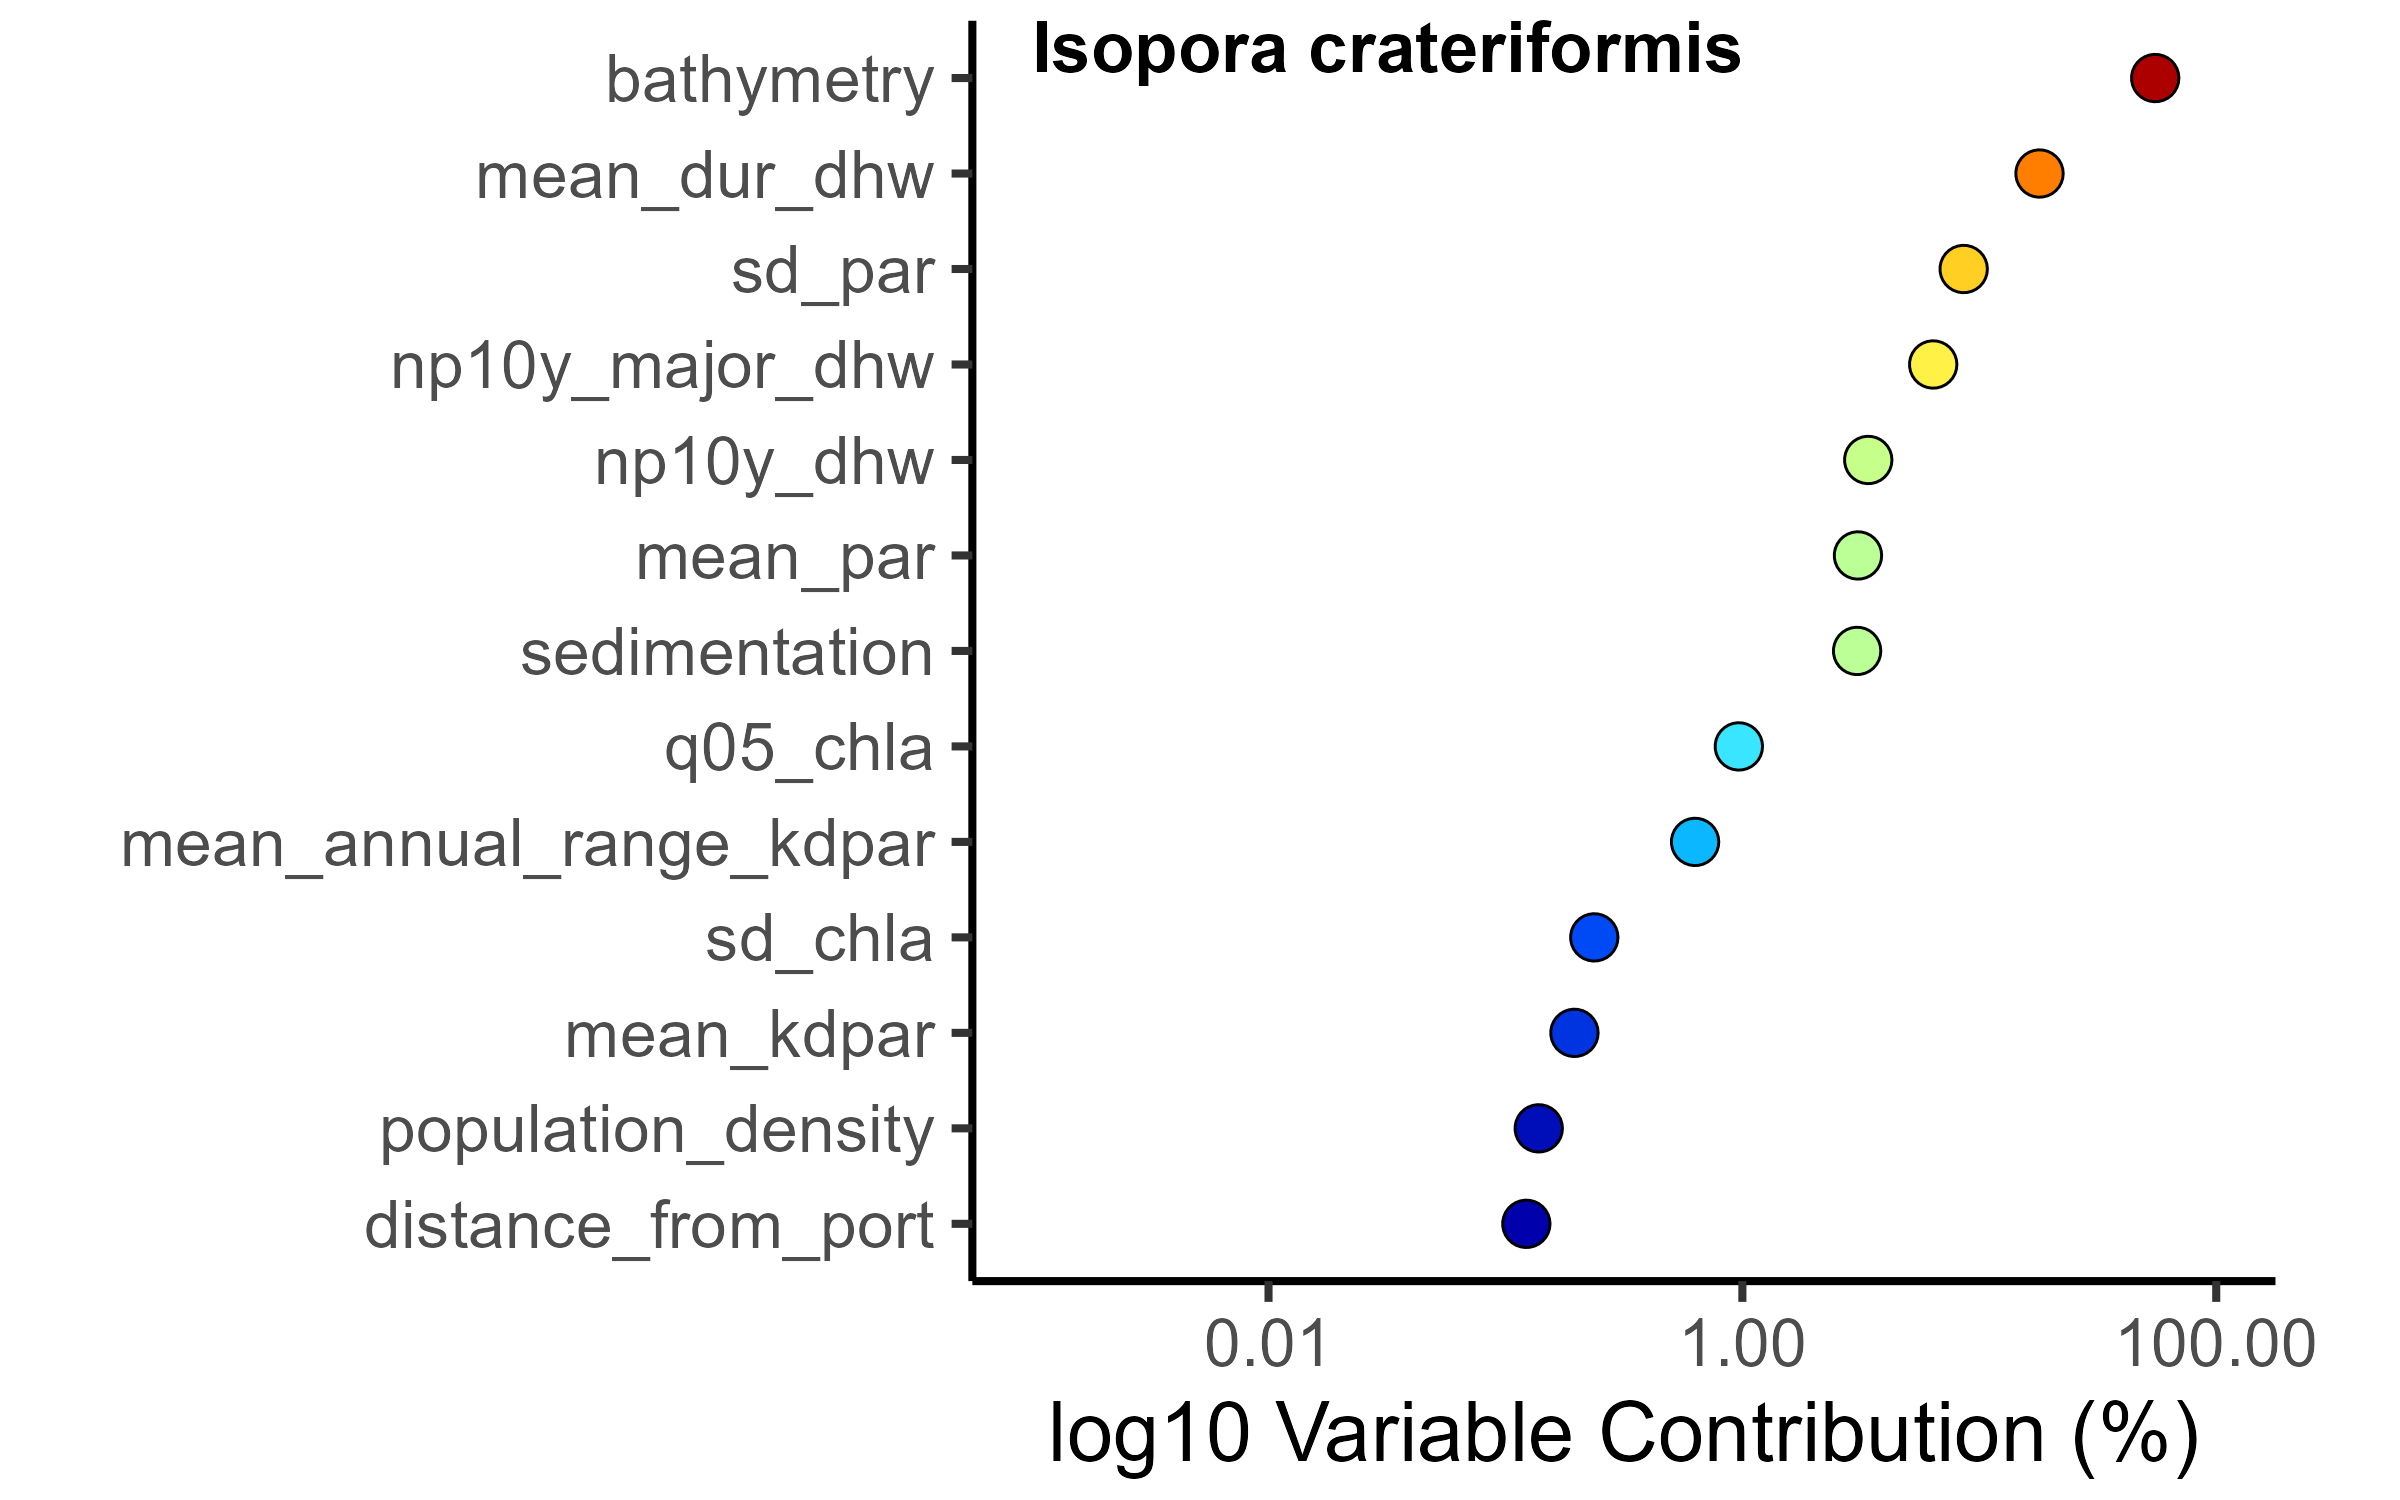 Isopora crateriformis
bathymetry
mean_dur_dhw
sd_par
np10y_major_dhw
np10y_dhw
mean_par
sedimentation
q05_chla
mean_annual_range_kdpar
sd_chla
mean_kdpar
population_density
distance_from_port
0.01 1.00 100.00
log10 Variable Contribution (%)